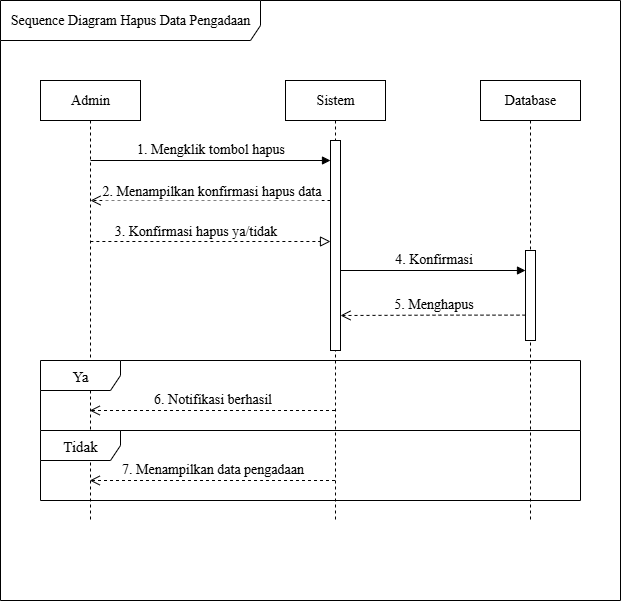 Sequence Diagram Hapus Data Pengadaan
Admin
Sistem
Database
1. Mengklik tombol hapus
2. Menampilkan konfirmasi hapus data
3. Konfirmasi hapus ya/tidak
4. Konfirmasi
5. Menghapus
Ya
6. Notifikasi berhasil
Tidak
7. Menampilkan data pengadaan